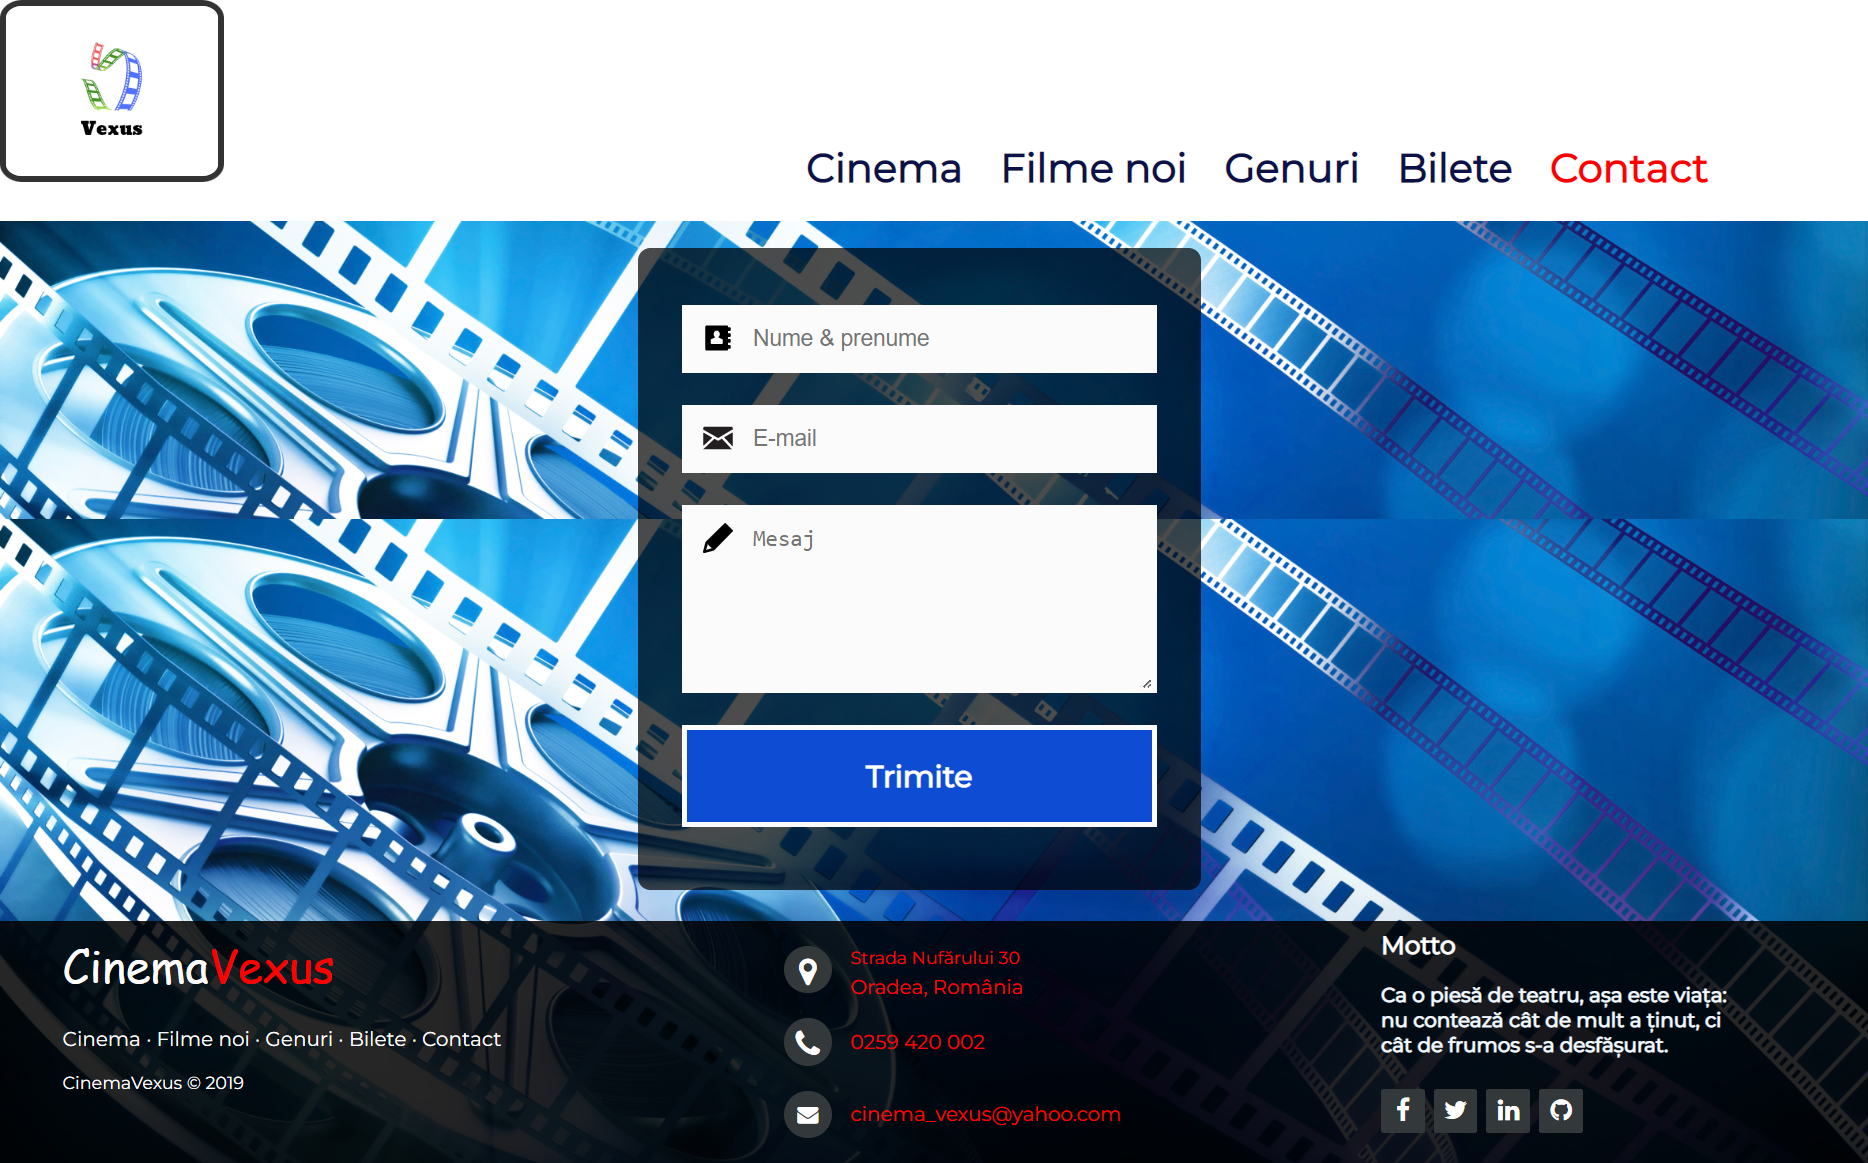 Vexus
Cinema Filme noi Genuri Bilete Contact
Nume & prenume
E-mail
Mesaj
Trimite
CinemaVexus
Cinema · Filme noi · Genuri · Bilete · Contact
CinemaVexus © 2019
Strada Nufărului 30
Oradea, România
0259 420 002
cinema_vexus@yahoo.com
Motto
Ca o piesă de teatru, așa este viața:
nu contează cât de mult a ținut, ci
cât de frumos s-a desfășurat.